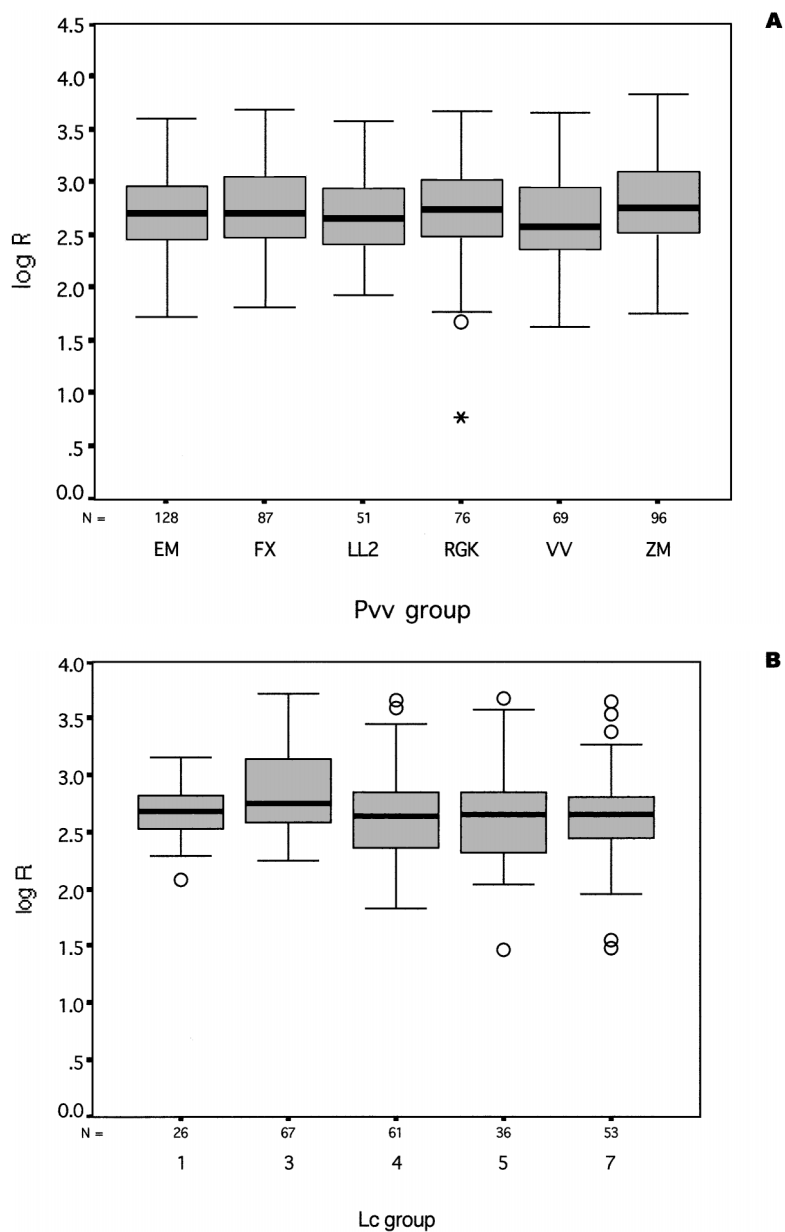 A
4.5
4.0
3.5
3.0
2.5
2.0
1.5
1.0
.5
0.0
log R
N = 128 87 51 76 69 96
EM FX LL2 RGK VV ZM
Pvv group
B
4.0
3.5
3.0
2.5
2.0
1.5
1.0
.5
0.0
log R
N = 26 67 61 36 53
1 3 4 5 7
Lc group